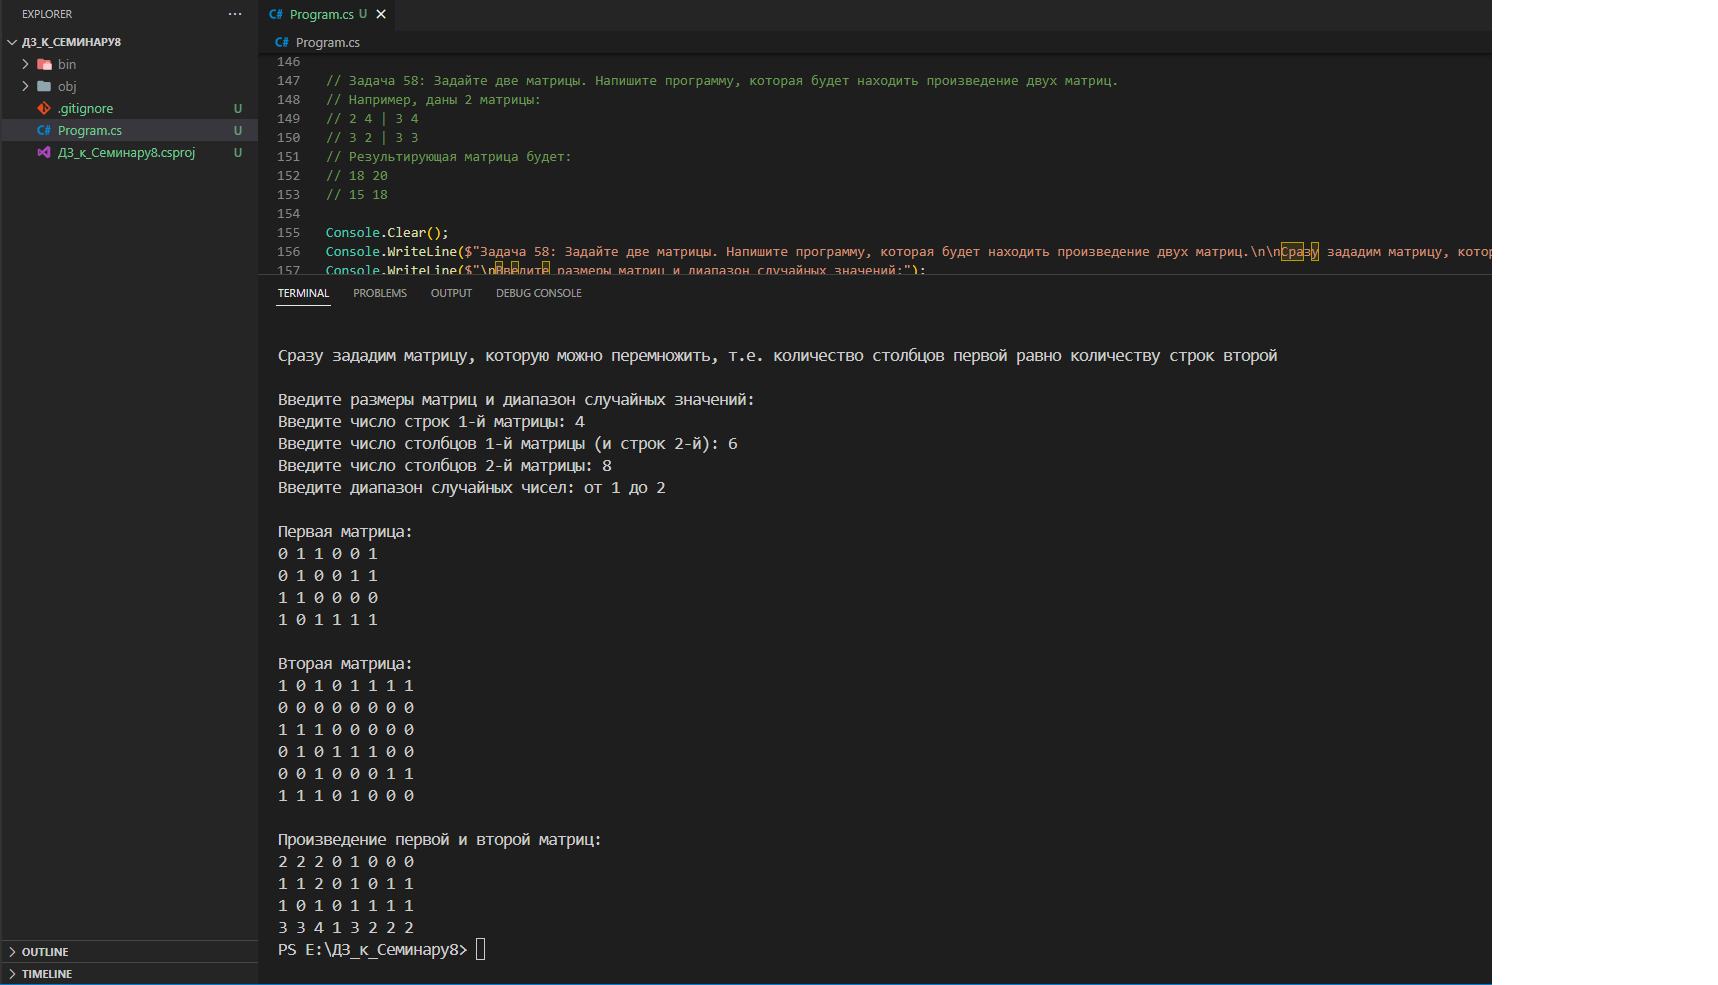 EXPLORER
ДЗ_К_СЕМИНАРУ8
bin
obj
.gitignore U
Program.cs U
ДЗ_к_Семинару8.csproj U
OUTLINE
TIMELINE
C# Program.cs U
C# Program.cs
146
147 // Задача 58: Задайте две матрицы. Напишите программу, которая будет находить произведение двух матриц.
148 // Например, даны 2 матрицы:
149 // 2 4 | 3 4
150 // 3 2 | 3 3
151 // Результирующая матрица будет:
152 // 18 20
153 // 15 18
154
155 Console.Clear();
156 Console.WriteLine($"Задача 58: Задайте две матрицы. Напишите программу, которая будет находить произведение двух матриц.\n\nСразу зададим матрицу, котор
157 Console.WriteLine($"\nВведите размеры матриц и диапазон случайных значений:");
TERMINAL PROBLEMS OUTPUT DEBUG CONSOLE
Сразу зададим матрицу, которую можно перемножить, т.е. количество столбцов первой равно количеству строк второй
Введите размеры матриц и диапазон случайных значений:
Введите число строк 1-й матрицы: 4
Введите число столбцов 1-й матрицы (и строк 2-й): 6
Введите число столбцов 2-й матрицы: 8
Введите диапазон случайных чисел: от 1 до 2
Первая матрица:
0 1 1 0 0 1
0 1 0 0 1 1
1 1 0 0 0 0
1 0 1 1 1 1
Вторая матрица:
1 0 1 0 1 1 1 1
0 0 0 0 0 0 0 0
1 1 1 0 0 0 0 0
0 1 0 1 1 1 0 0
0 0 1 0 0 0 1 1
1 1 1 0 1 0 0 0
Произведение первой и второй матриц:
2 2 2 0 1 0 0 0
1 1 2 0 1 0 1 1
1 0 1 0 1 1 1 1
3 3 4 1 3 2 2 2
PS E:\ДЗ_к_Семинару8>